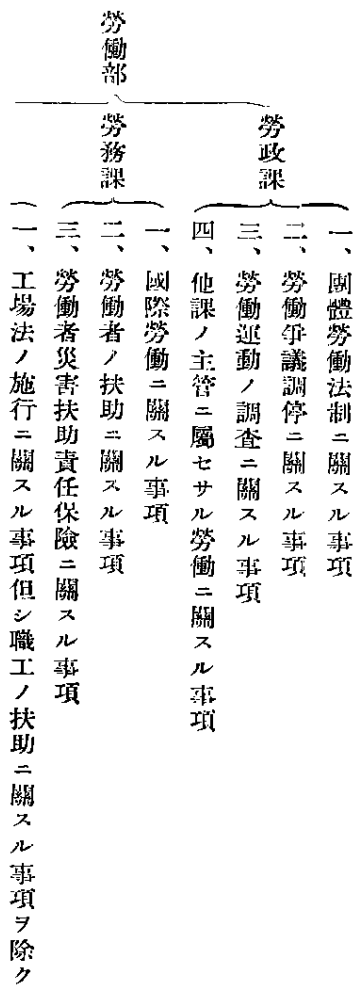 勞働部
勞政課
一、團體勞働法制ニ關スル事項
二、勞働爭議調停ニ關スル事項
三、勞働運動ノ調査ニ關スル事項
四、他課ノ主管ニ屬セサル勞働ニ關スル事項
勞務課
一、國際勞働ニ關スル事項
二、勞働者ノ扶助ニ關スル事項
三、勞働者災害扶助責任保險ニ關スル事項
一、工場法ノ施行ニ關スル事項但シ職工ノ扶助ニ關スル事項ヲ除ク